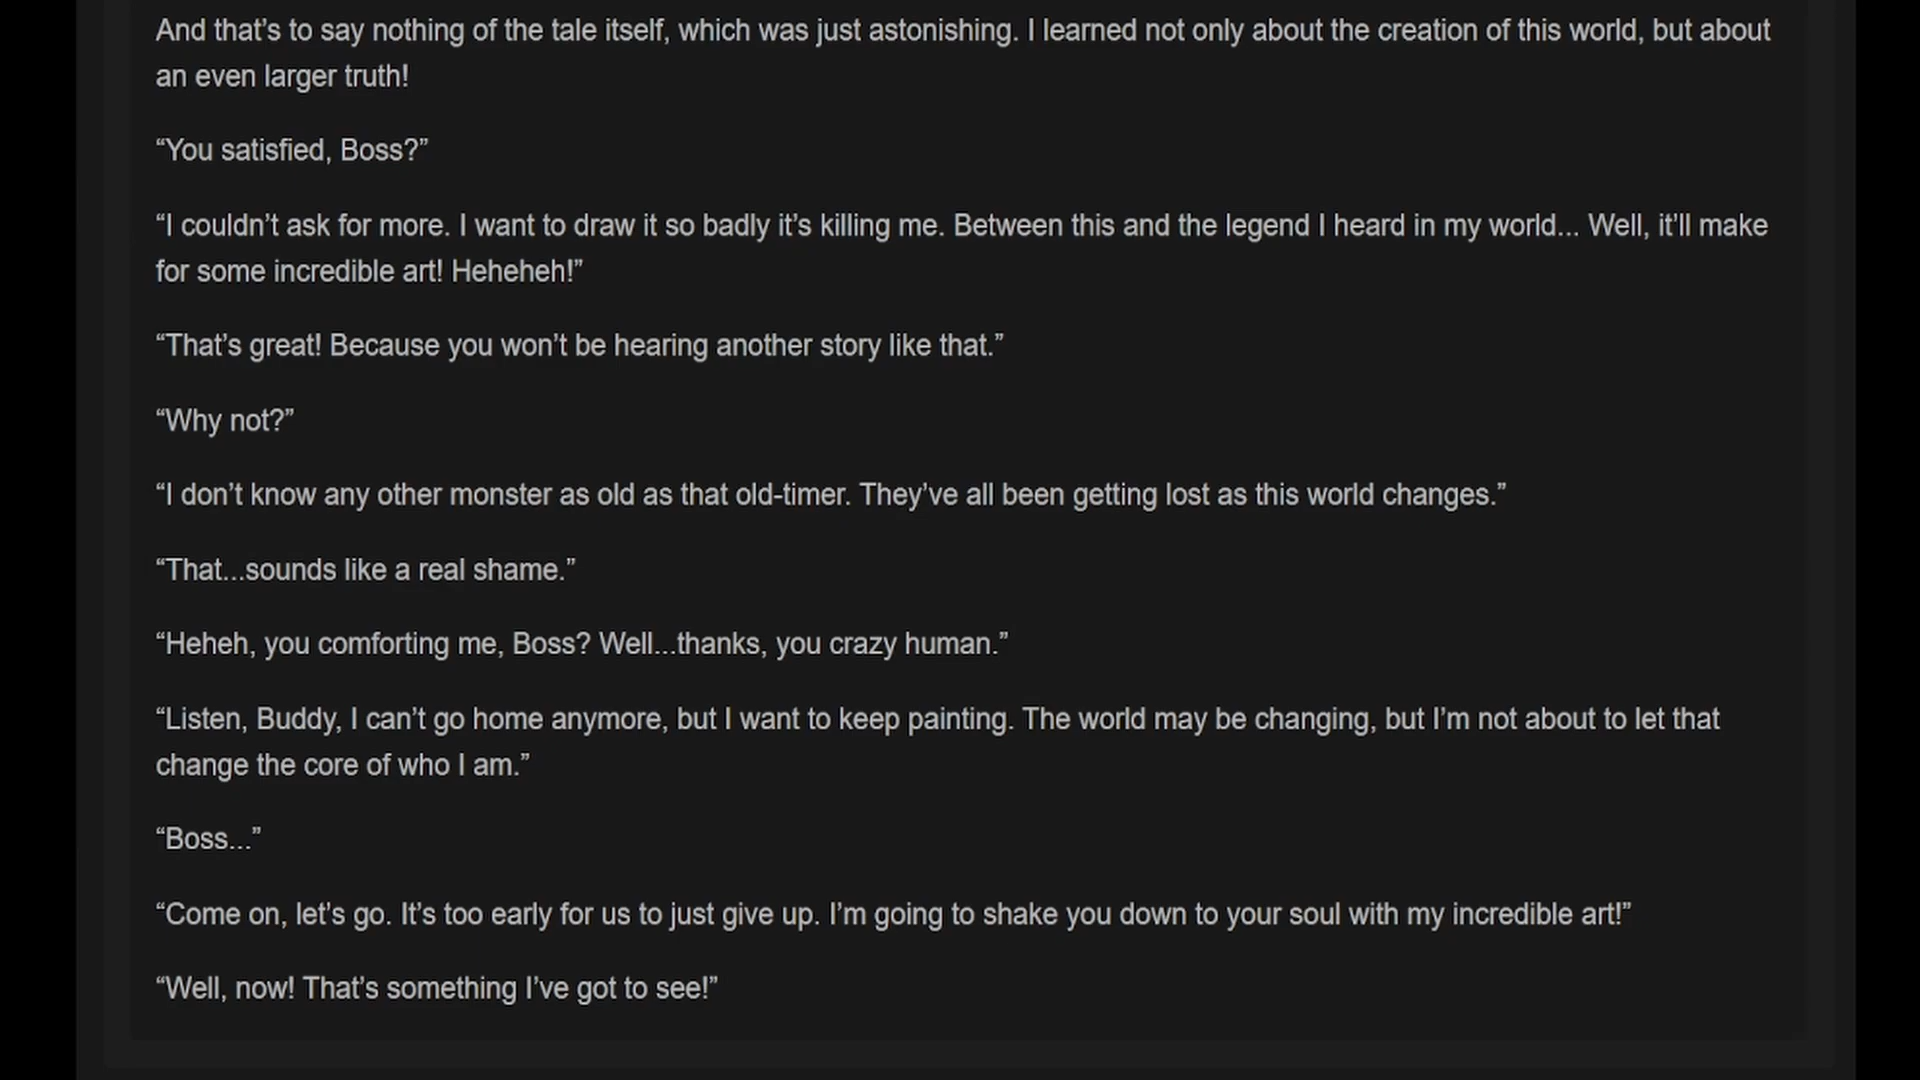 And that’s to say nothing of the tale itself, which was just astonishing. I learned not only about the creation of this world, but about
an even larger truth!
“You satisfied, Boss?”
“I couldn’t ask for more. I want to draw it so badly it’s killing me. Between this and the legend I heard in my world... Well, it’ll make
for some incredible art! Heheheh!”
“That’s great! Because you won’t be hearing another story like that.”
“Why not?”
“I don’t know any other monster as old as that old-timer. They’ve all been getting lost as this world changes.”
“That...sounds like a real shame.”
“Heheh, you comforting me, Boss? Well...thanks, you crazy human.”
“Listen, Buddy, I can’t go home anymore, but I want to keep painting. The world may be changing, but I’m not about to let that
change the core of who I am.”
“Boss...”
“Come on, let’s go. It’s too early for us to just give up. I’m going to shake you down to your soul with my incredible art!”
“Well, now! That’s something I’ve got to see!”